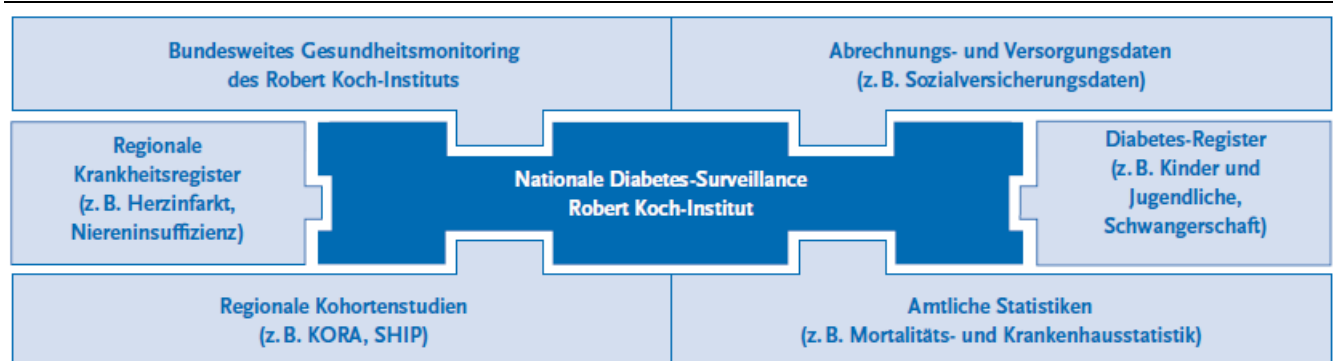 Bundesweites Gesundheitsmonitoring
des Robert Koch-Instituts
Abrechnungs- und Versorgungsdaten
(z. B. Sozialversicherungsdaten)
Regionale
Krankheitsregister
(z. B. Herzinfarkt,
Niereninsuffizienz)
Nationale Diabetes-Surveillance
Robert Koch-Institut
Diabetes-Register
(z. B. Kinder und
Jugendliche,
Schwangerschaft)
Regionale Kohortenstudien
(z. B. KORA, SHIP)
Amtliche Statistiken
(z. B. Mortalitäts- und Krankenhausstatistik)